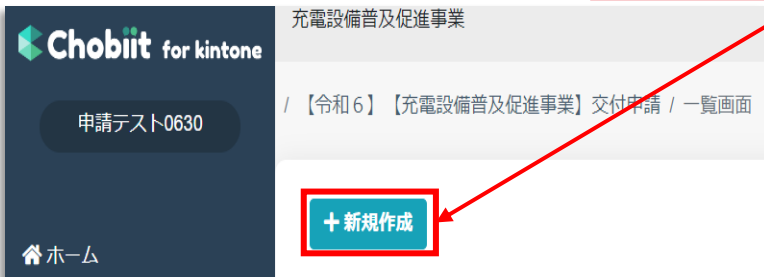 Chobiit for kintone
申請テスト0630
ホーム
充電設備普及促進事業
/ 【令和6】【充電設備普及促進事業】交付申請 / 一覧画面
+新規作成